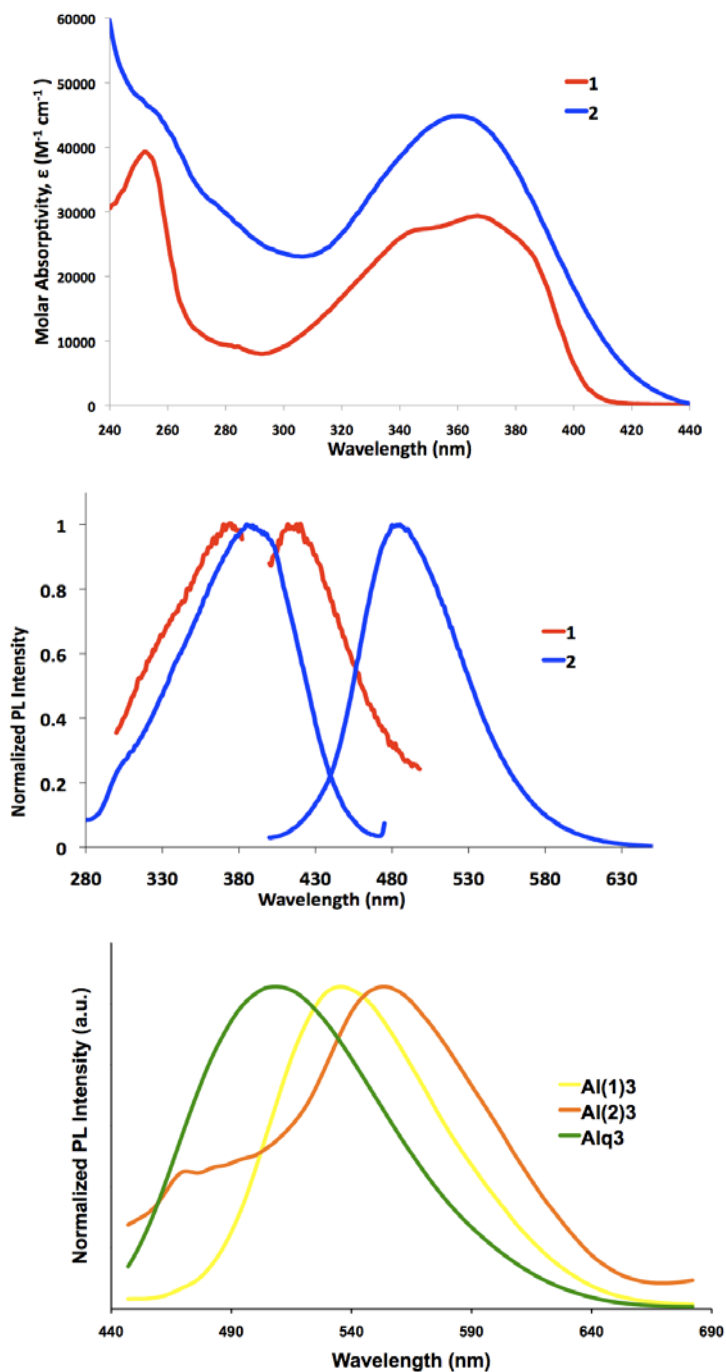 60000
50000
40000
30000
20000
10000
0
Molar Absorptivity, ε (M⁻¹ cm⁻¹)
1
2
240 260 280 300 320 340 360 380 400 420 440
Wavelength (nm)
1
0.8
0.6
0.4
0.2
0
Normalized PL Intensity
1
2
280 330 380 430 480 530 580 630
Wavelength (nm)
Normalized PL Intensity (a.u.)
Al(1)3
Al(2)3
Alq3
440 490 540 590 640 690
Wavelength (nm)